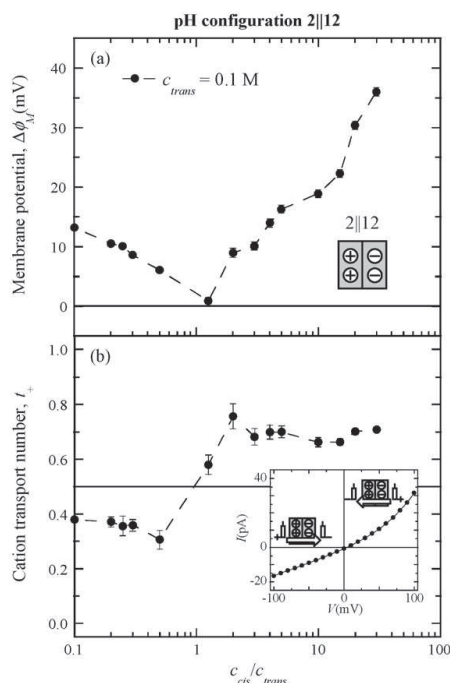 pH configuration 2||12
(a)
c_trans = 0.1 M
Membrane potential, Δϕ_M(mV)
40
30
20
10
0
2||12
+ −
+ −
(b)
Cation transport number, t_+
1.0
0.8
0.6
0.4
0.2
0.0
I(pA)
40
0
-20
-100 0 100
V(mV)
0.1 1 10 100
c_cis/c_trans